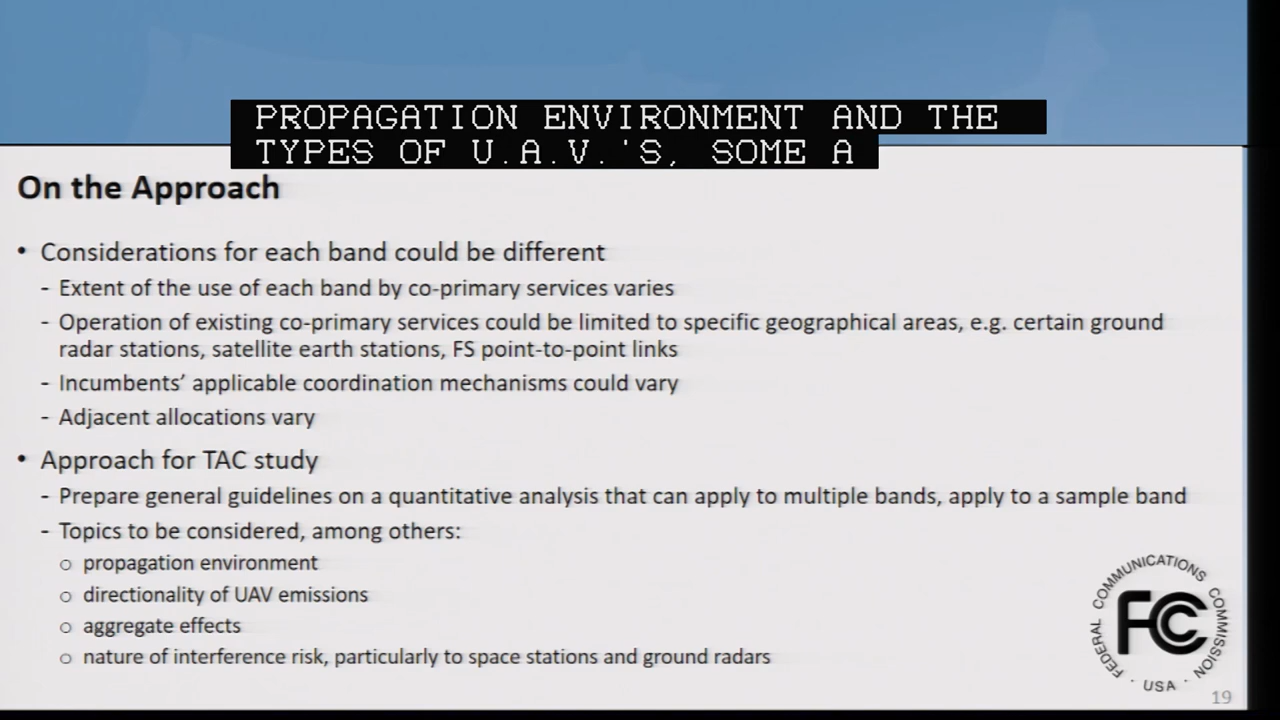 PROPAGATION ENVIRONMENT AND THE
TYPES OF U.A.V.'S, SOME A
On the Approach
• Considerations for each band could be different
- Extent of the use of each band by co-primary services varies
- Operation of existing co-primary services could be limited to specific geographical areas, e.g. certain ground
radar stations, satellite earth stations, FS point-to-point links
- Incumbents' applicable coordination mechanisms could vary
- Adjacent allocations vary
• Approach for TAC study
- Prepare general guidelines on a quantitative analysis that can apply to multiple bands, apply to a sample band
- Topics to be considered, among others:
o propagation environment
o directionality of UAV emissions
o aggregate effects
o nature of interference risk, particularly to space stations and ground radars
FEDERAL COMMUNICATIONS COMMISSION · USA ·
FCC
19